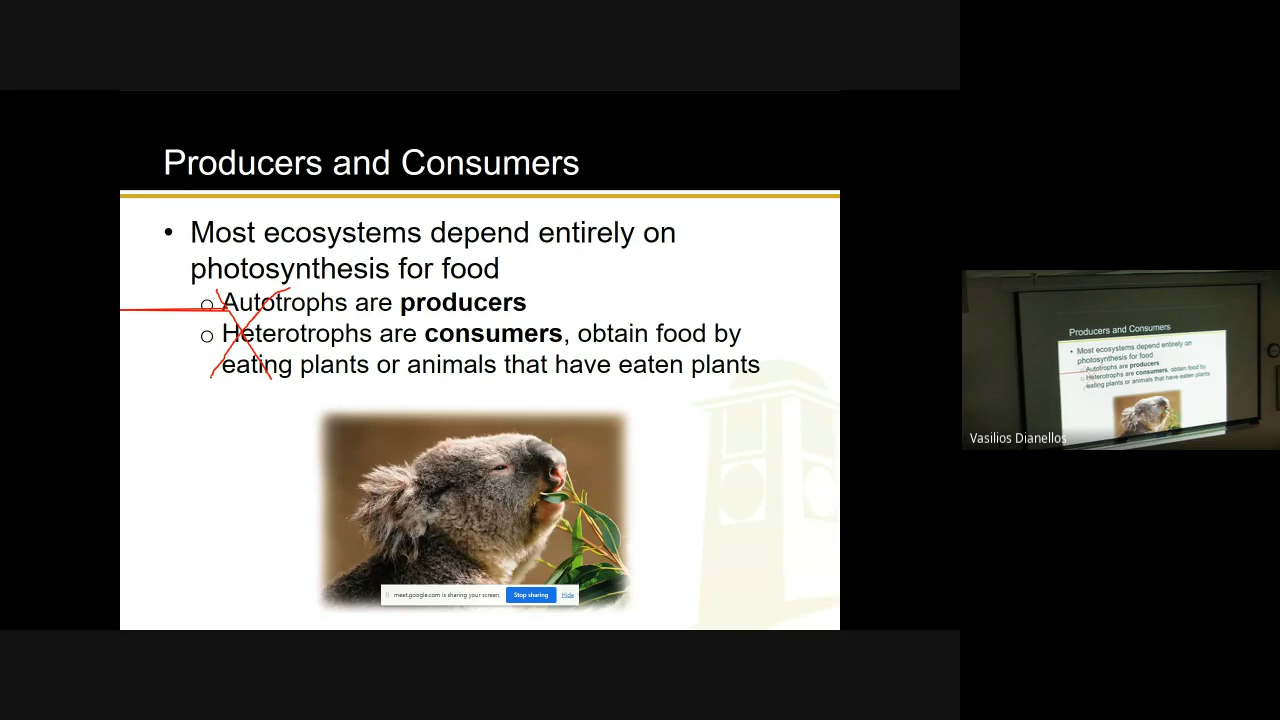 Producers and Consumers
• Most ecosystems depend entirely on
photosynthesis for food
o Autotrophs are producers
o Heterotrophs are consumers, obtain food by
eating plants or animals that have eaten plants
meet.google.com is sharing your screen. Stop sharing Hide
Producers and Consumers
• Most ecosystems depend entirely on
photosynthesis for food
o Autotrophs are producers
o Heterotrophs are consumers, obtain food by
eating plants or animals that have eaten plants
Vasilios Dianellos